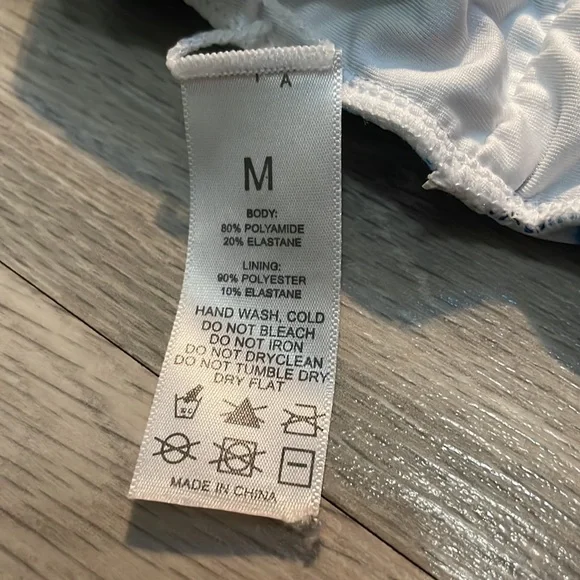 M
BODY:
80% POLYAMIDE
20% ELASTANE
LINING:
90% POLYESTER
10% ELASTANE
HAND WASH, COLD
DO NOT BLEACH
DO NOT IRON
DO NOT DRYCLEAN
DO NOT TUMBLE DRY
DRY FLAT
MADE IN CHINA